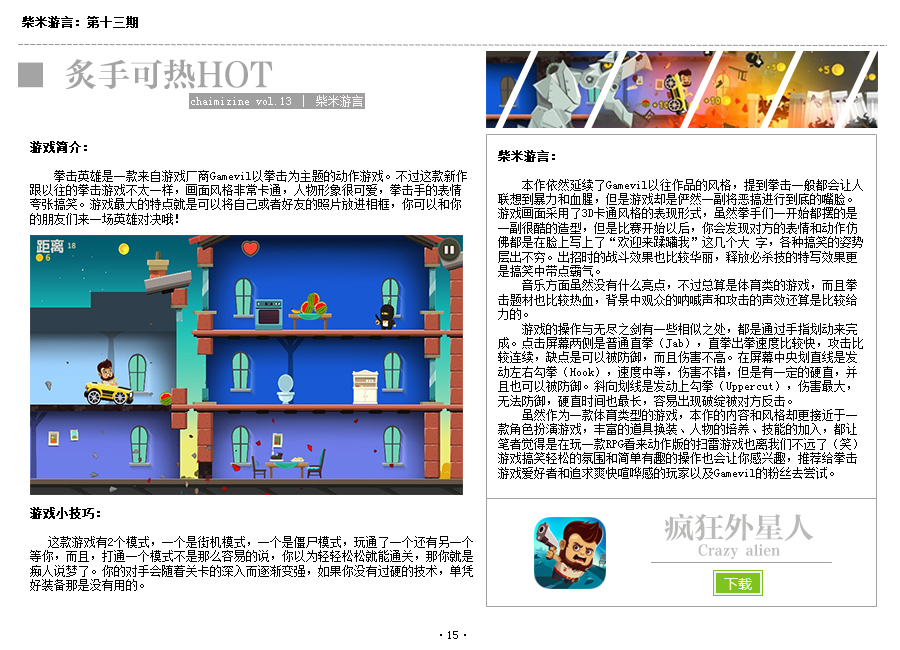 柴米游言：第十三期
炙手可热HOT
chaimizine vol.13 | 柴米游言
游戏简介：
拳击英雄是一款来自游戏厂商Gamevil以拳击为主题的动作游戏。不过这款新作
跟以往的拳击游戏不太一样，画面风格非常卡通，人物形象很可爱，拳击手的表情
夸张搞笑。游戏最大的特点就是可以将自己或者好友的照片放进相框，你可以和你
的朋友们来一场英雄对决哦！
距离 18
6
游戏小技巧：
这款游戏有2个模式，一个是街机模式，一个是僵尸模式，玩通了一个还有另一个
等你，而且，打通一个模式不是那么容易的说，你以为轻轻松松就能通关，那你就是
痴人说梦了。你的对手会随着关卡的深入而逐渐变强，如果你没有过硬的技术，单凭
好装备那是没有用的。
+10
+10
+5
+5
柴米游言：
本作依然延续了Gamevil以往作品的风格，提到拳击一般都会让人
联想到暴力和血腥，但是游戏却是俨然一副将恶搞进行到底的嘴脸。
游戏画面采用了3D卡通风格的表现形式，虽然拳手们一开始都摆的是
一副很酷的造型，但是比赛开始以后，你会发现对方的表情和动作仿
佛都是在脸上写上了“欢迎来蹂躏我”这几个大 字，各种搞笑的姿势
层出不穷。出招时的战斗效果也比较华丽，释放必杀技的特写效果更
是搞笑中带点霸气。
音乐方面虽然没有什么亮点，不过总算是体育类的游戏，而且拳
击题材也比较热血，背景中观众的呐喊声和攻击的声效还算是比较给
力的。
游戏的操作与无尽之剑有一些相似之处，都是通过手指划动来完
成。点击屏幕两侧是普通直拳（Jab），直拳出拳速度比较快，攻击比
较连续，缺点是可以被防御，而且伤害不高。在屏幕中央划直线是发
动左右勾拳（Hook），速度中等，伤害不错，但是有一定的硬直，并
且也可以被防御。斜向划线是发动上勾拳（Uppercut），伤害最大，
无法防御，硬直时间也最长，容易出现破绽被对方反击。
虽然作为一款体育类型的游戏，本作的内容和风格却更接近于一
款角色扮演游戏，丰富的道具换装、人物的培养、技能的加入，都让
笔者觉得是在玩一款RPG看来动作版的扫雷游戏也离我们不远了（笑）
游戏搞笑轻松的氛围和简单有趣的操作也会让你感兴趣，推荐给拳击
游戏爱好者和追求爽快喧哗感的玩家以及Gamevil的粉丝去尝试。
疯狂外星人
Crazy alien
下载
·15·